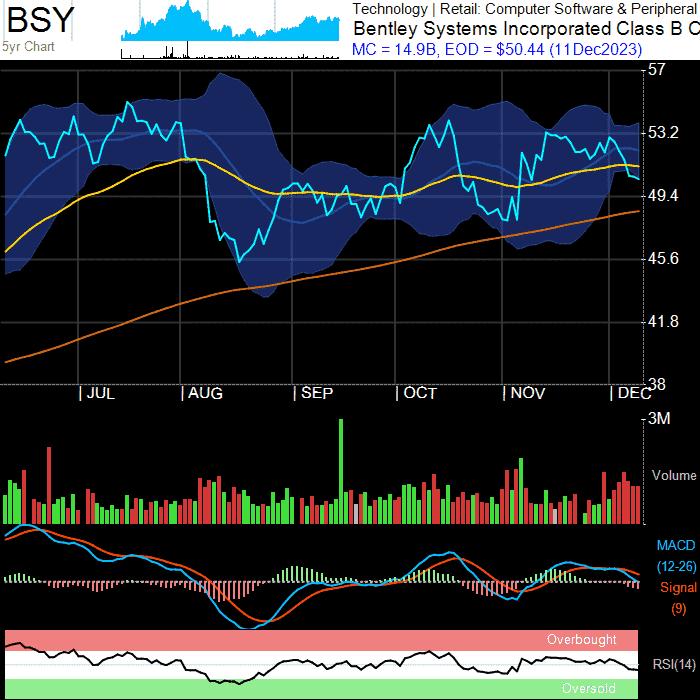 BSY
5yr Chart
Technology | Retail: Computer Software & Peripheral
Bentley Systems Incorporated Class B C
MC = 14.9B, EOD = $50.44 (11Dec2023)
57
53.2
49.4
45.6
41.8
38
JUL AUG SEP OCT NOV DEC
3M
Volume
MACD
(12-26)
Signal
(9)
Overbought
RSI(14)
Oversold